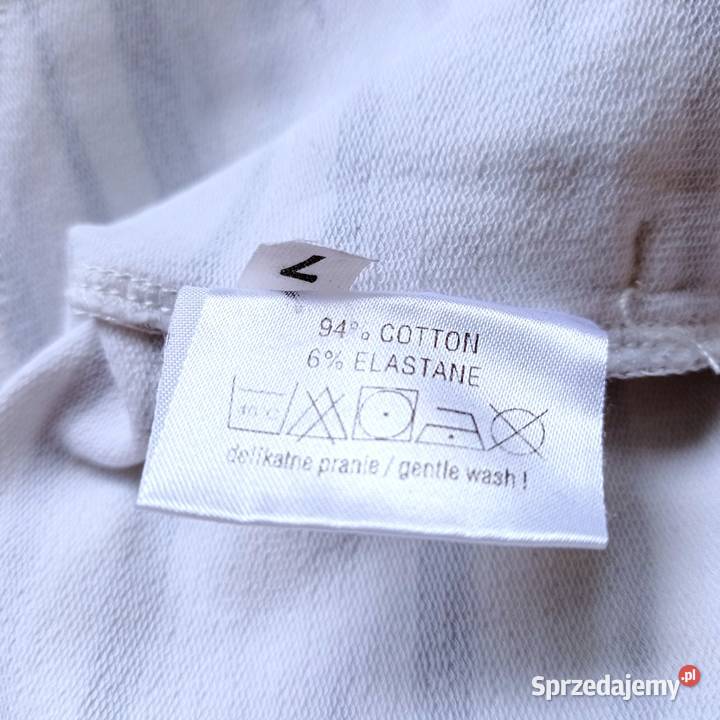 L
94% COTTON
6% ELASTANE
40°C
delikatne pranie / gentle wash !
Sprzedajemy.pl